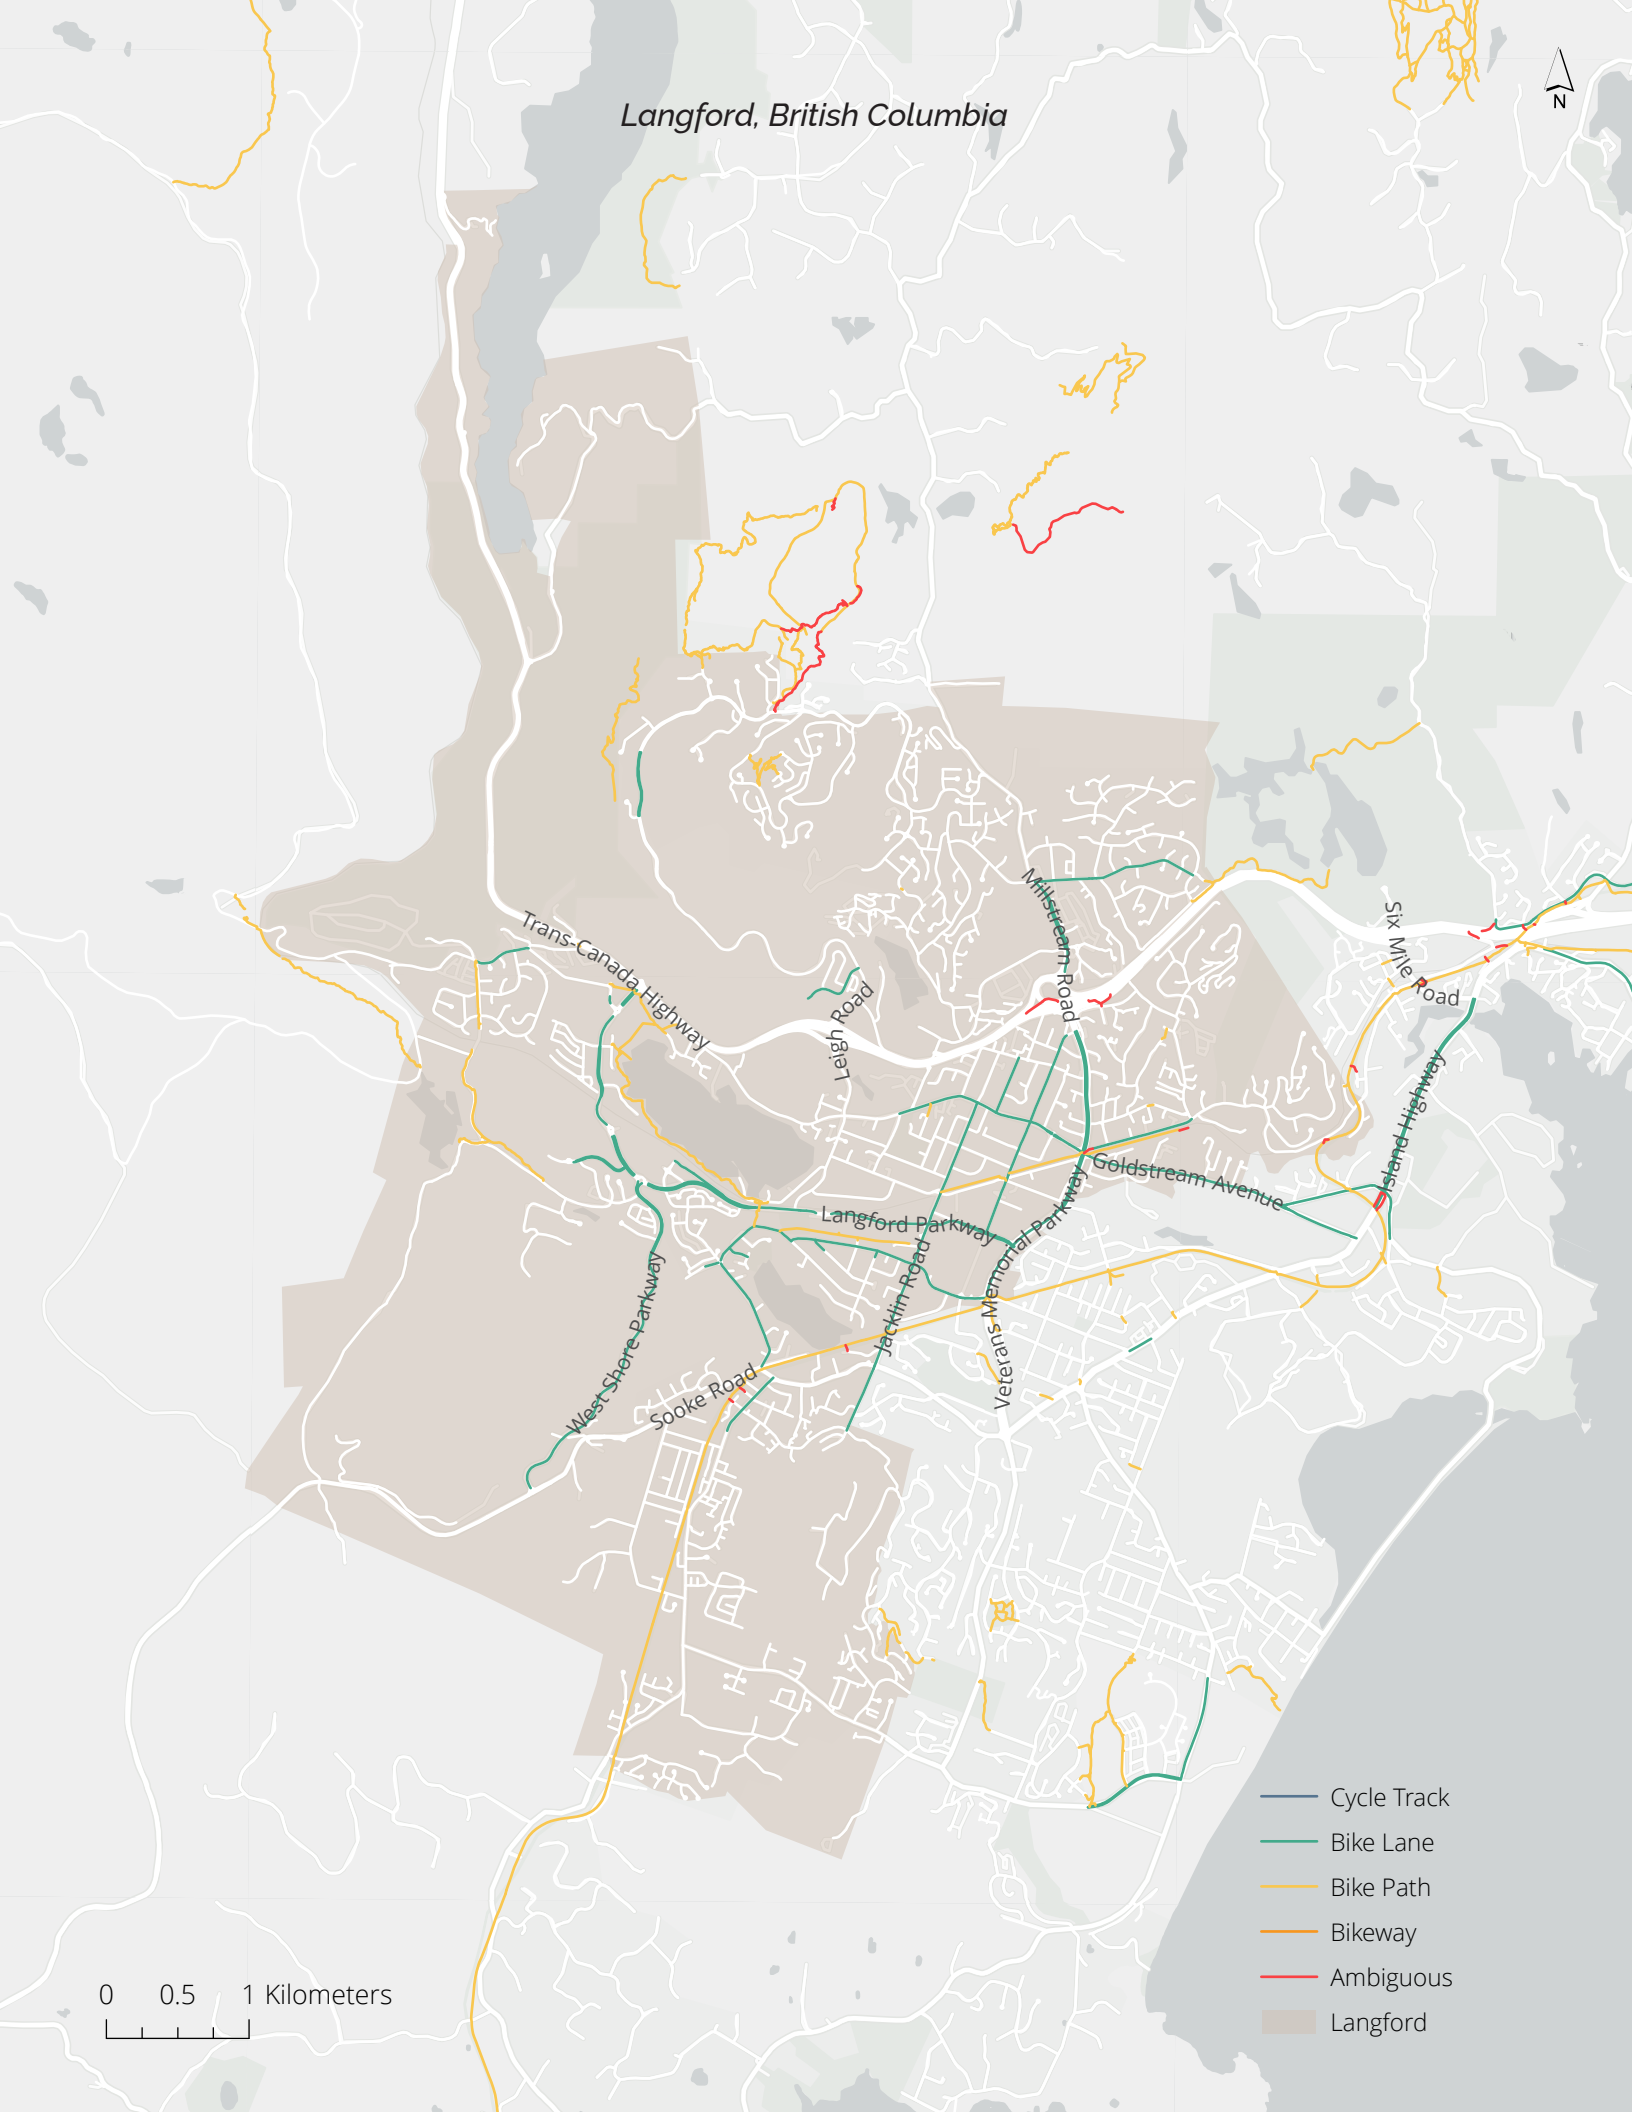 Langford, British Columbia
N
Millstream Road
Six Mile Road
Trans-Canada Highway
Leigh Road
Island Highway
Goldstream Avenue
Langford Parkway
Veterans Memorial Parkway
Jacklin Road
West Shore Parkway
Sooke Road
Cycle Track
Bike Lane
Bike Path
Bikeway
Ambiguous
Langford
0 0.5 1 Kilometers